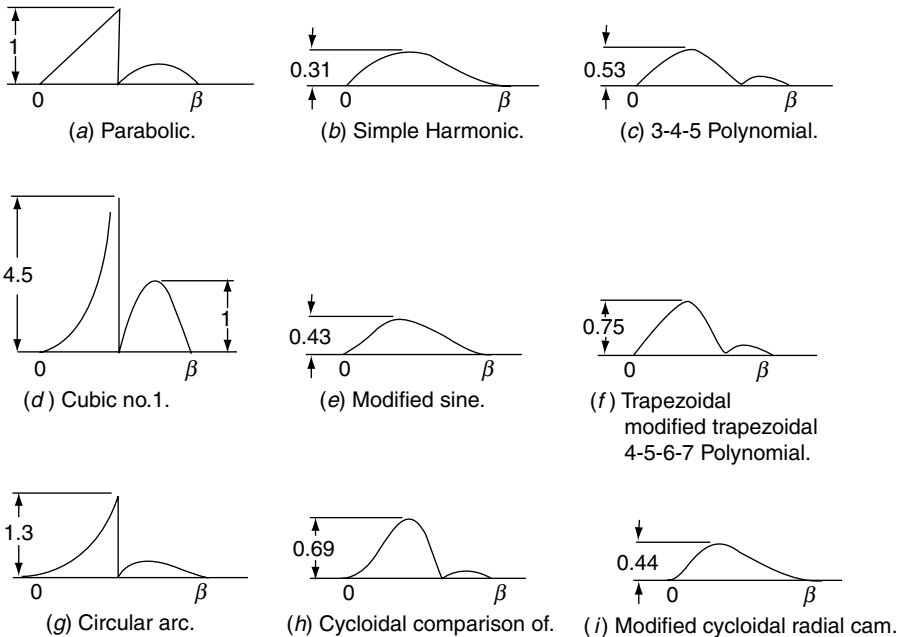 1
0
β
(a) Parabolic.
0.31
0
β
(b) Simple Harmonic.
0.53
0
β
(c) 3-4-5 Polynomial.
4.5
1
0
β
(d) Cubic no.1.
0.43
0
β
(e) Modified sine.
0.75
0
β
(f) Trapezoidal
modified trapezoidal
4-5-6-7 Polynomial.
1.3
0
β
(g) Circular arc.
0.69
0
β
(h) Cycloidal comparison of.
0.44
0
β
(i) Modified cycloidal radial cam.